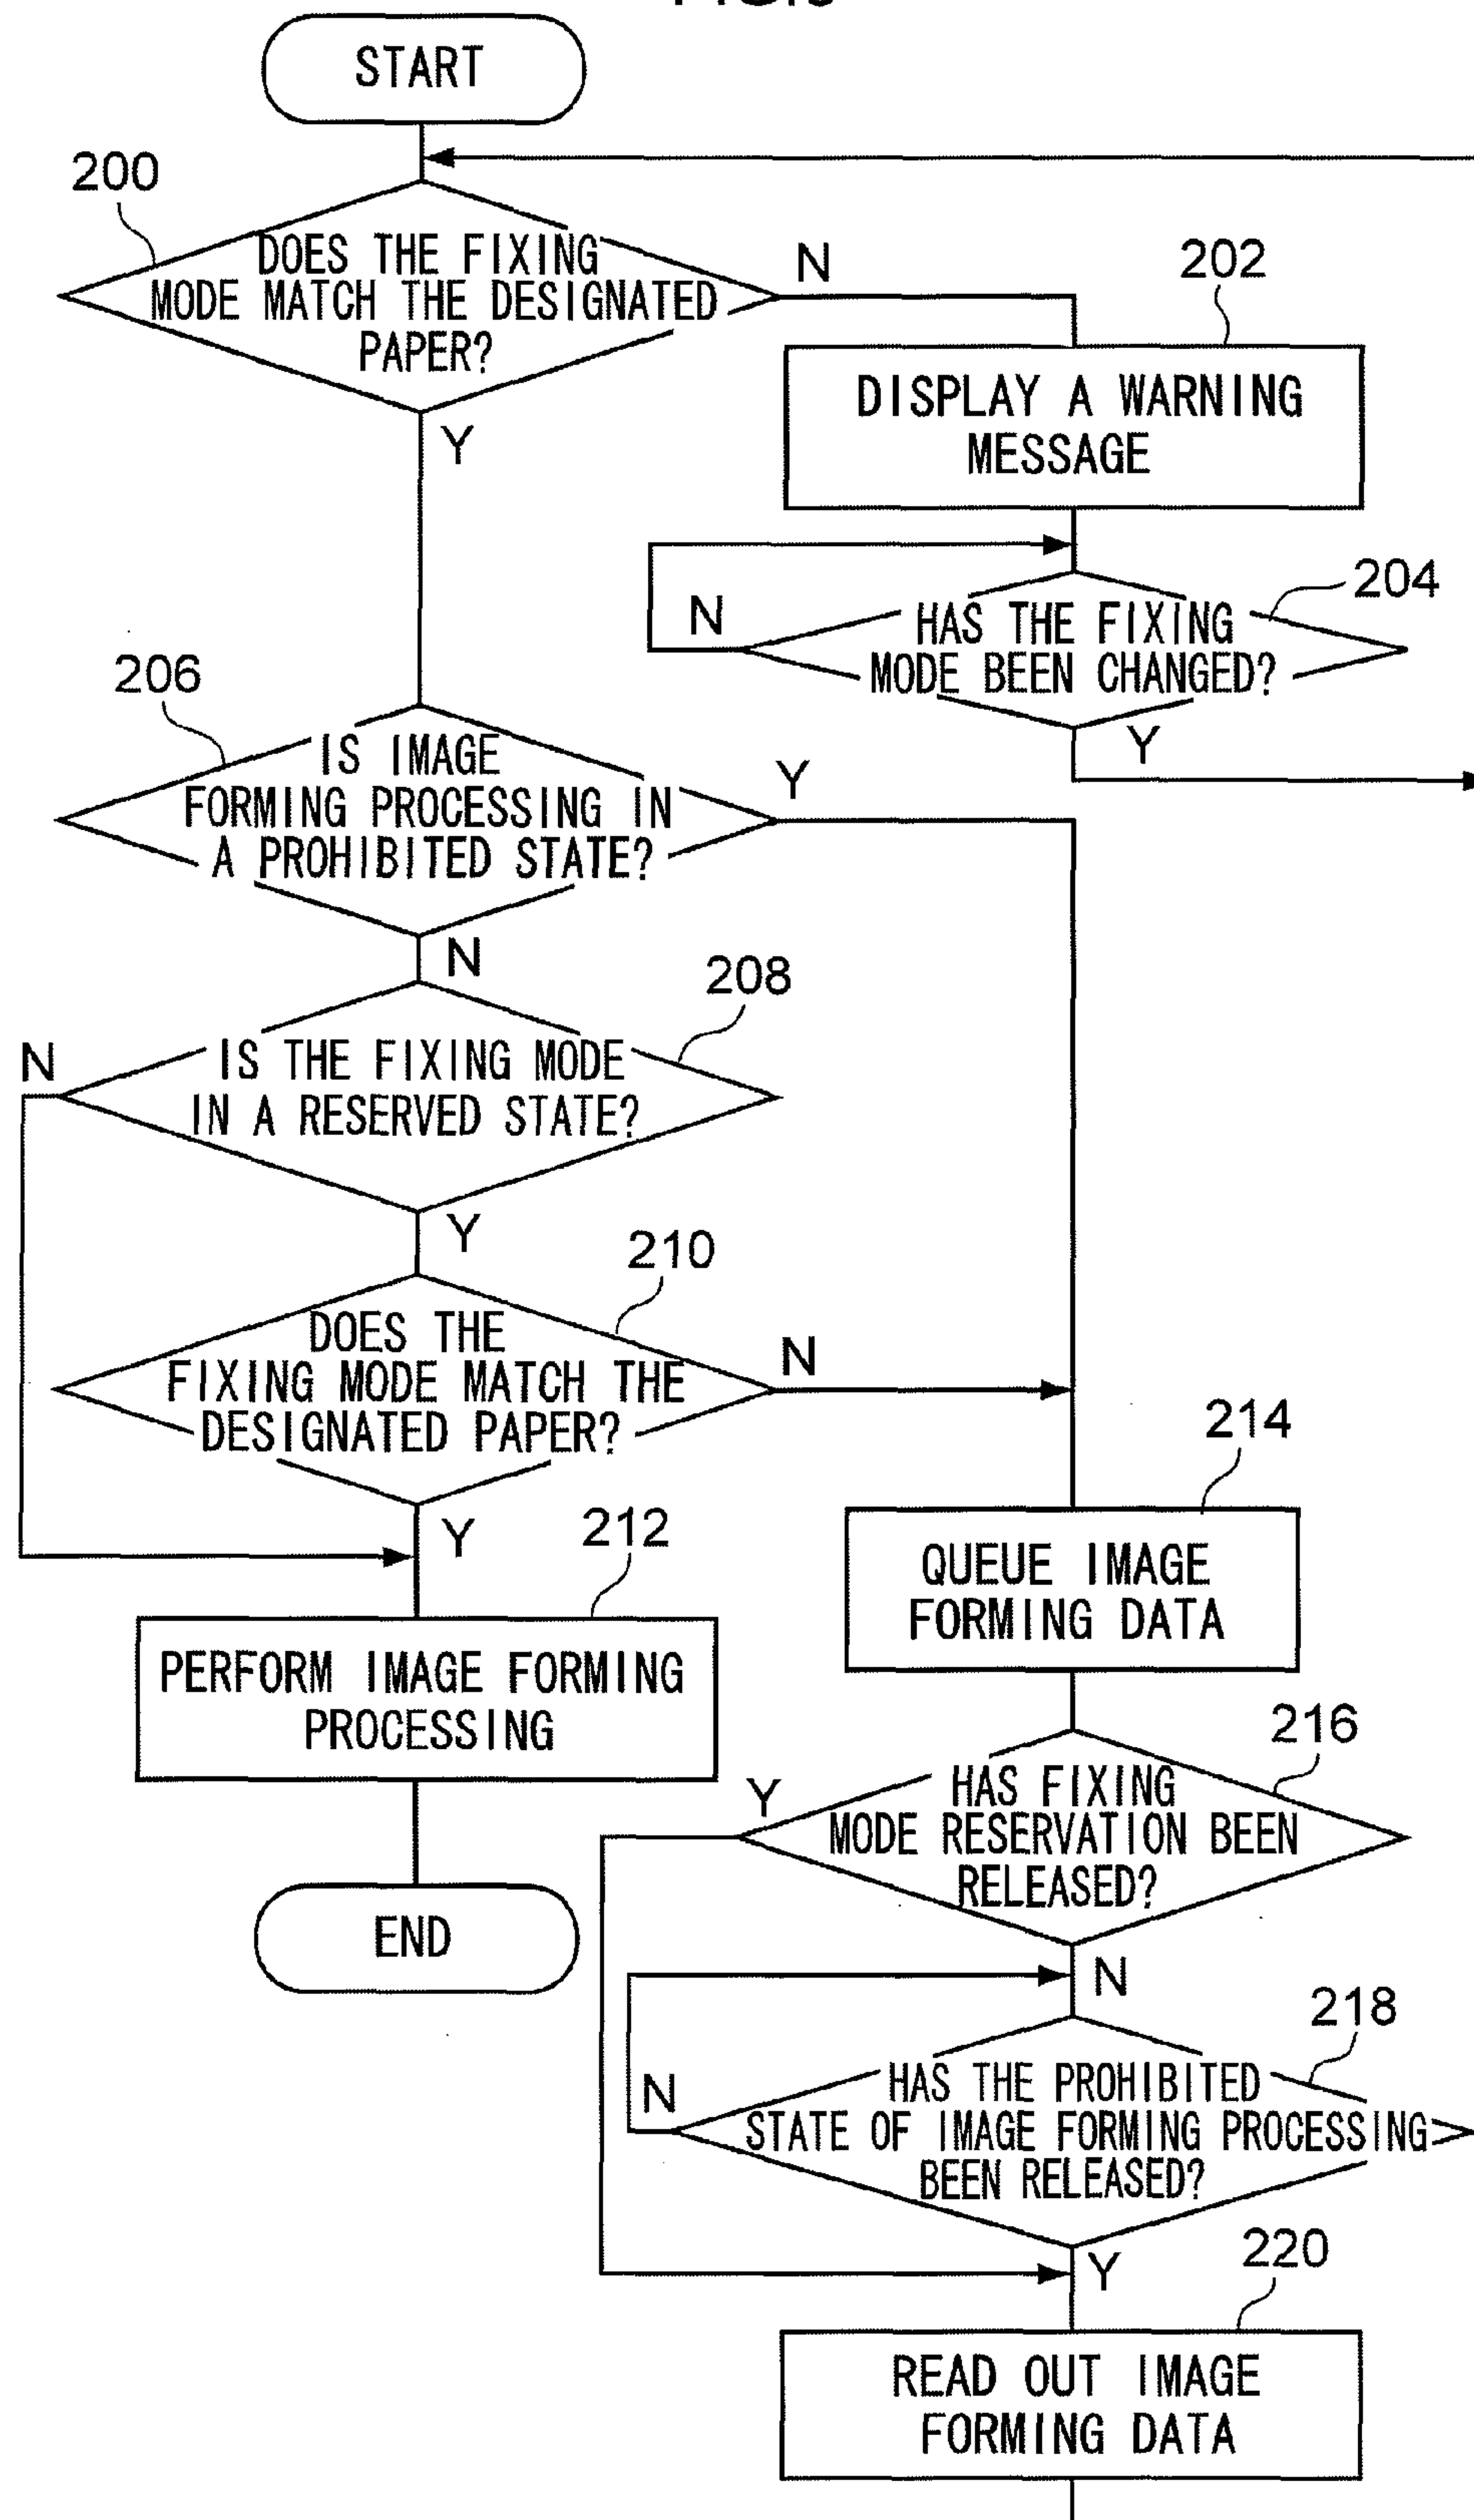 START
200
DOES THE FIXING
MODE MATCH THE DESIGNATED
PAPER?
N
Y
202
DISPLAY A WARNING
MESSAGE
204
HAS THE FIXING
MODE BEEN CHANGED?
N
Y
206
IS IMAGE
FORMING PROCESSING IN
A PROHIBITED STATE?
Y
N
208
IS THE FIXING MODE
IN A RESERVED STATE?
N
Y
210
DOES THE
FIXING MODE MATCH THE
DESIGNATED PAPER?
N
Y
212
PERFORM IMAGE FORMING
PROCESSING
END
214
QUEUE IMAGE
FORMING DATA
216
HAS FIXING
MODE RESERVATION BEEN
RELEASED?
Y
N
218
HAS THE PROHIBITED
STATE OF IMAGE FORMING PROCESSING
BEEN RELEASED?
N
Y
220
READ OUT IMAGE
FORMING DATA